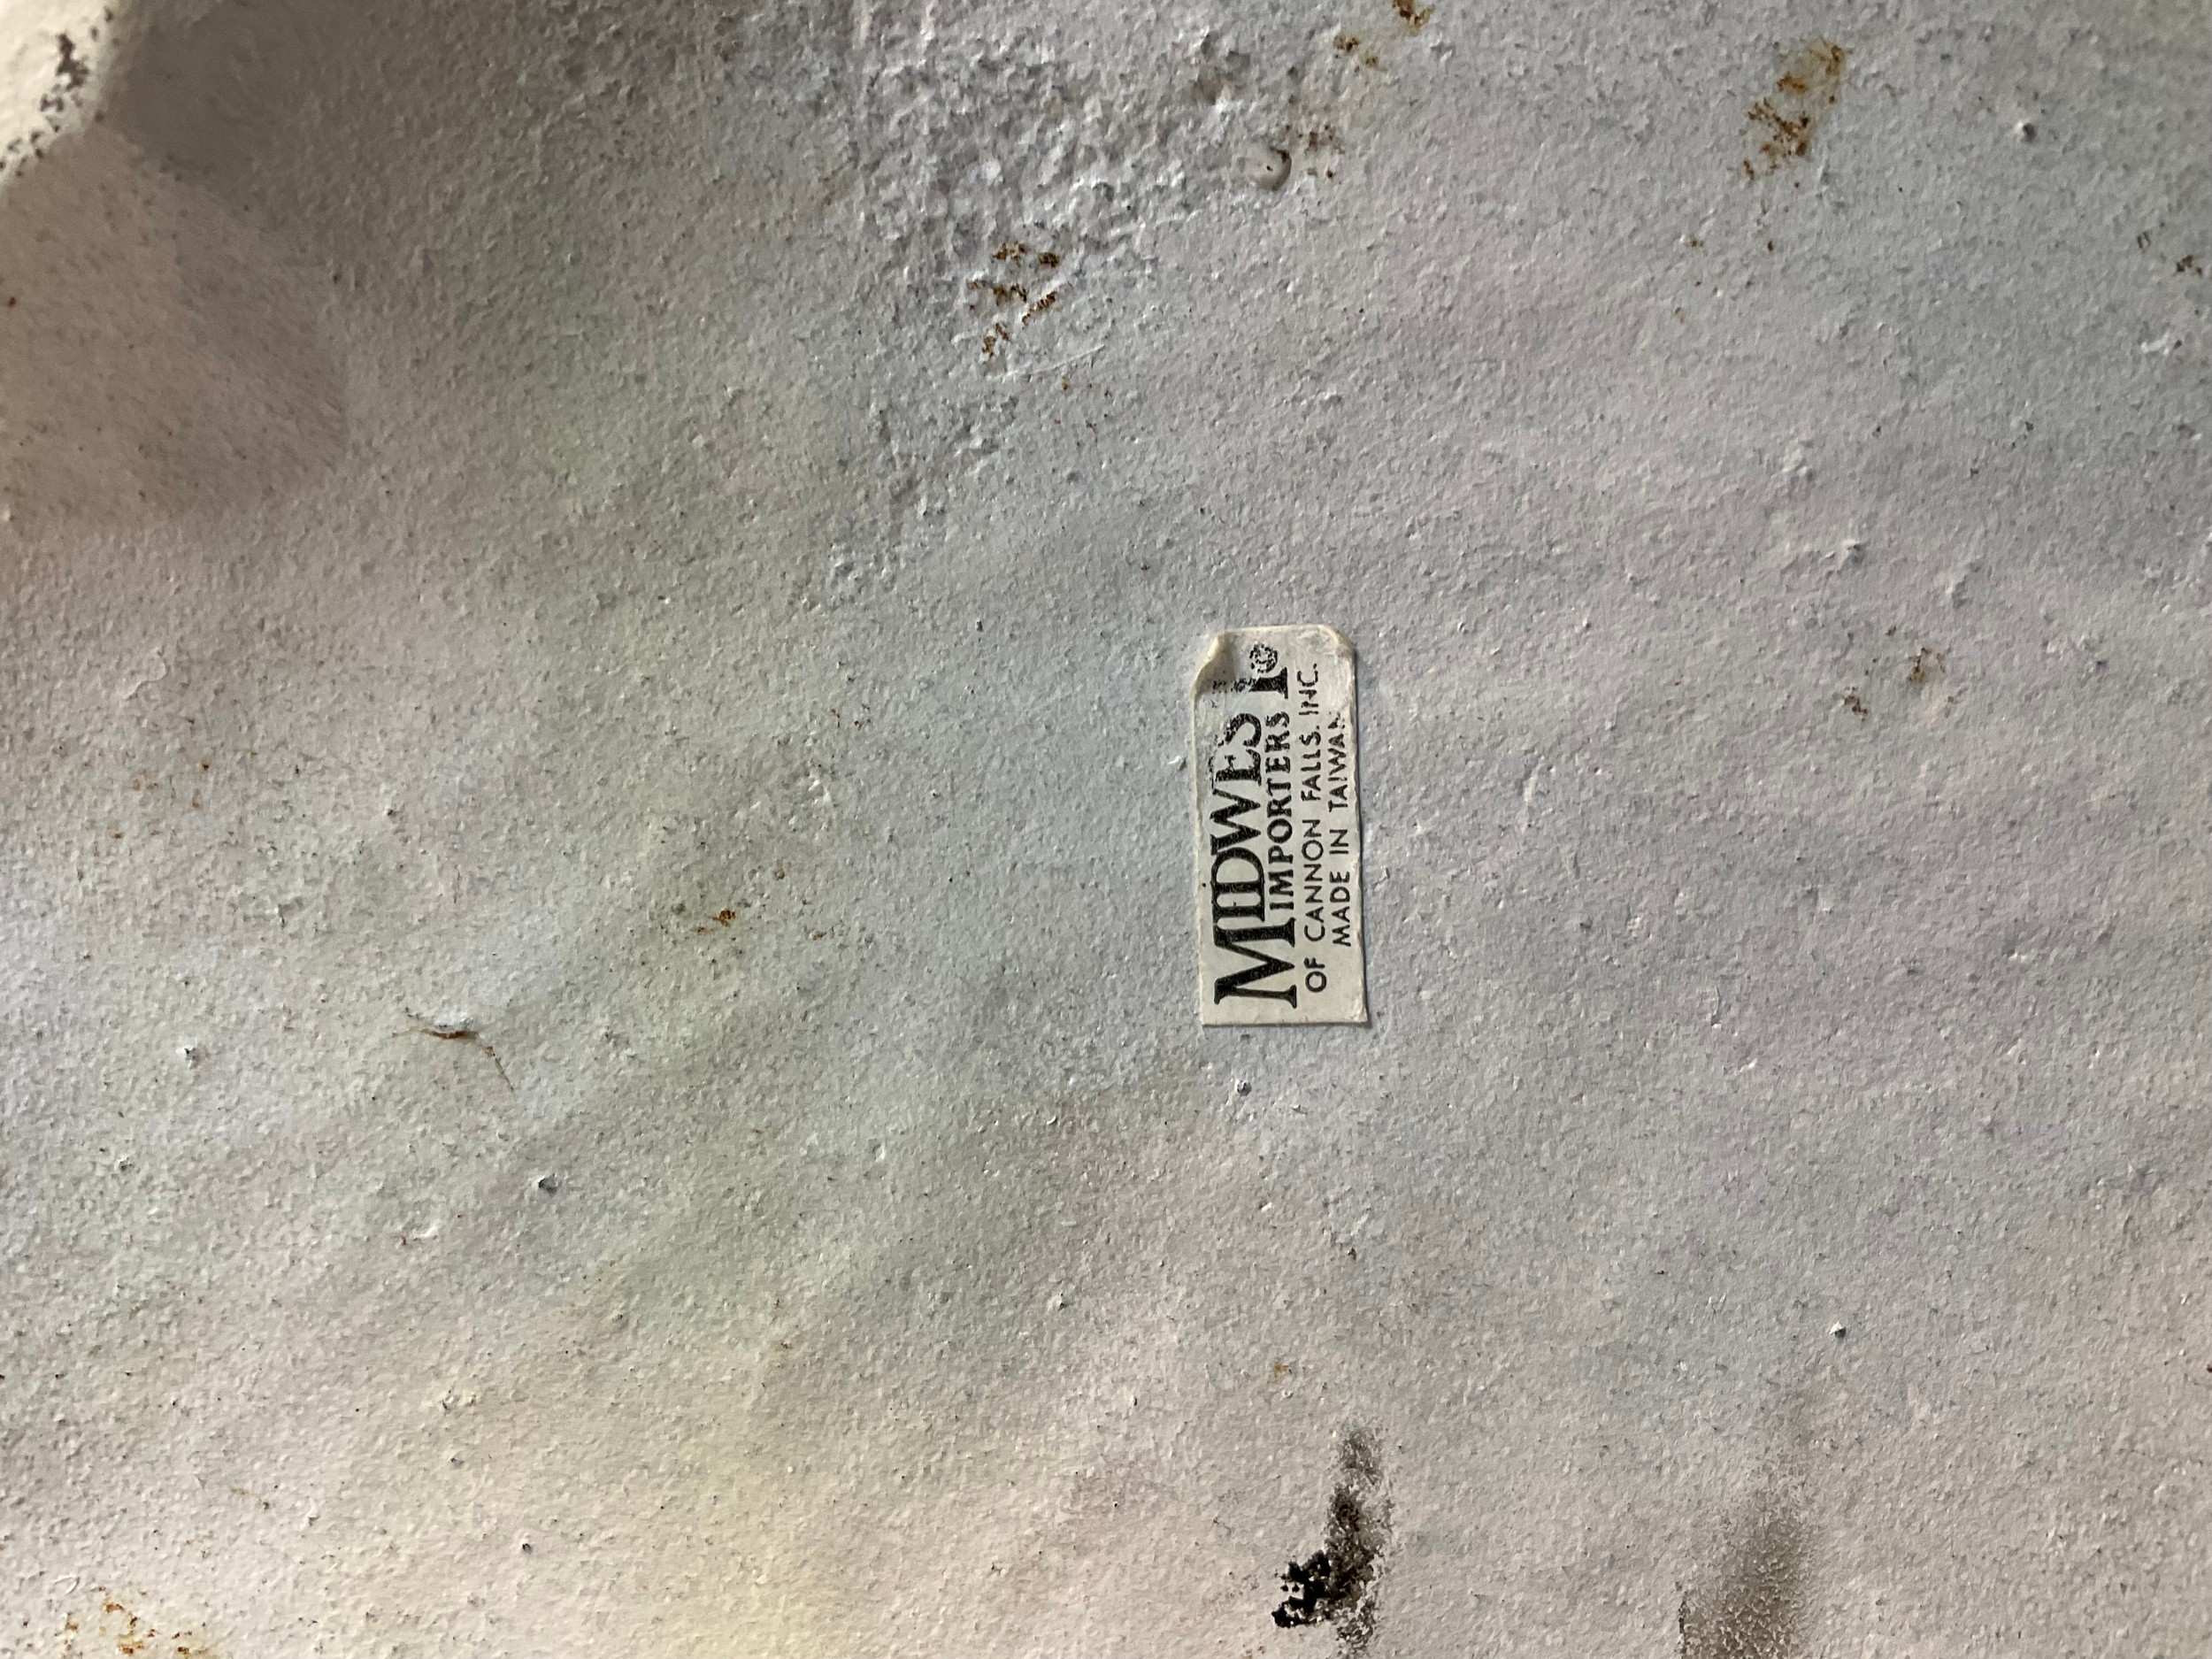 MIDWEST®
IMPORTERS
OF CANNON FALLS, INC.
MADE IN TAIWAN